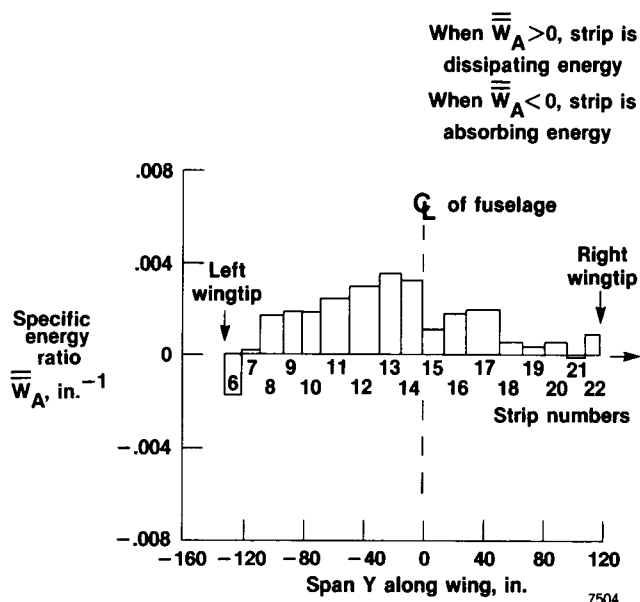 When W̿_A>0, strip is
dissipating energy
When W̿_A<0, strip is
absorbing energy
.008
.004
0
−.004
−.008
Specific
energy
ratio
W̿_A, in.⁻¹
Left
wingtip
℄ of fuselage
Right
wingtip
6 7 8 9 10 11 12 13 14 15 16 17 18 19 20 21 22
Strip numbers
−160 −120 −80 −40 0 40 80 120
Span Y along wing, in.
7504